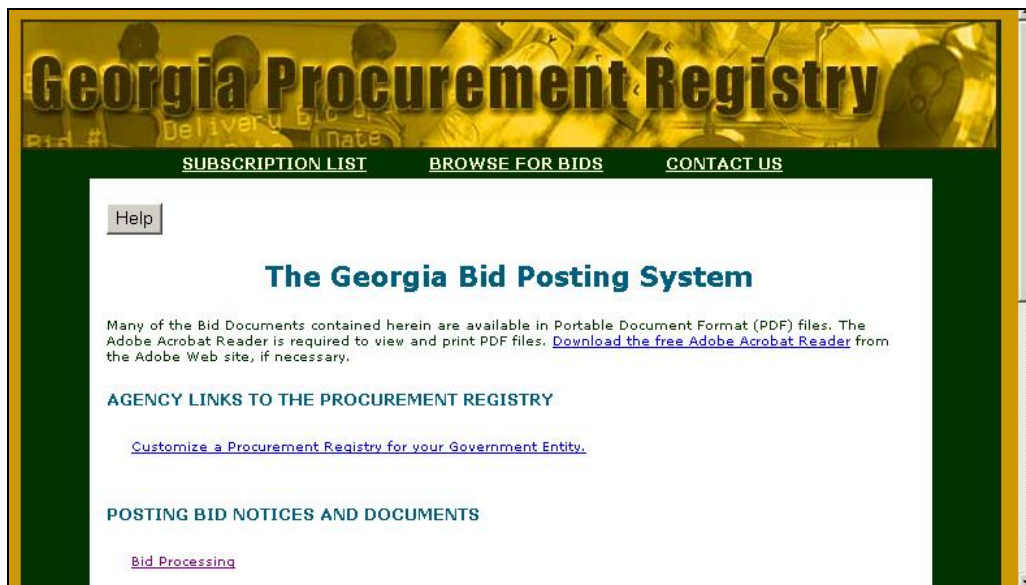 Georgia Procurement Registry
Bid #
Delivery
Date
SUBSCRIPTION LIST BROWSE FOR BIDS CONTACT US
Help
The Georgia Bid Posting System
Many of the Bid Documents contained herein are available in Portable Document Format (PDF) files. The
Adobe Acrobat Reader is required to view and print PDF files. Download the free Adobe Acrobat Reader from
the Adobe Web site, if necessary.
AGENCY LINKS TO THE PROCUREMENT REGISTRY
Customize a Procurement Registry for your Government Entity.
POSTING BID NOTICES AND DOCUMENTS
Bid Processing